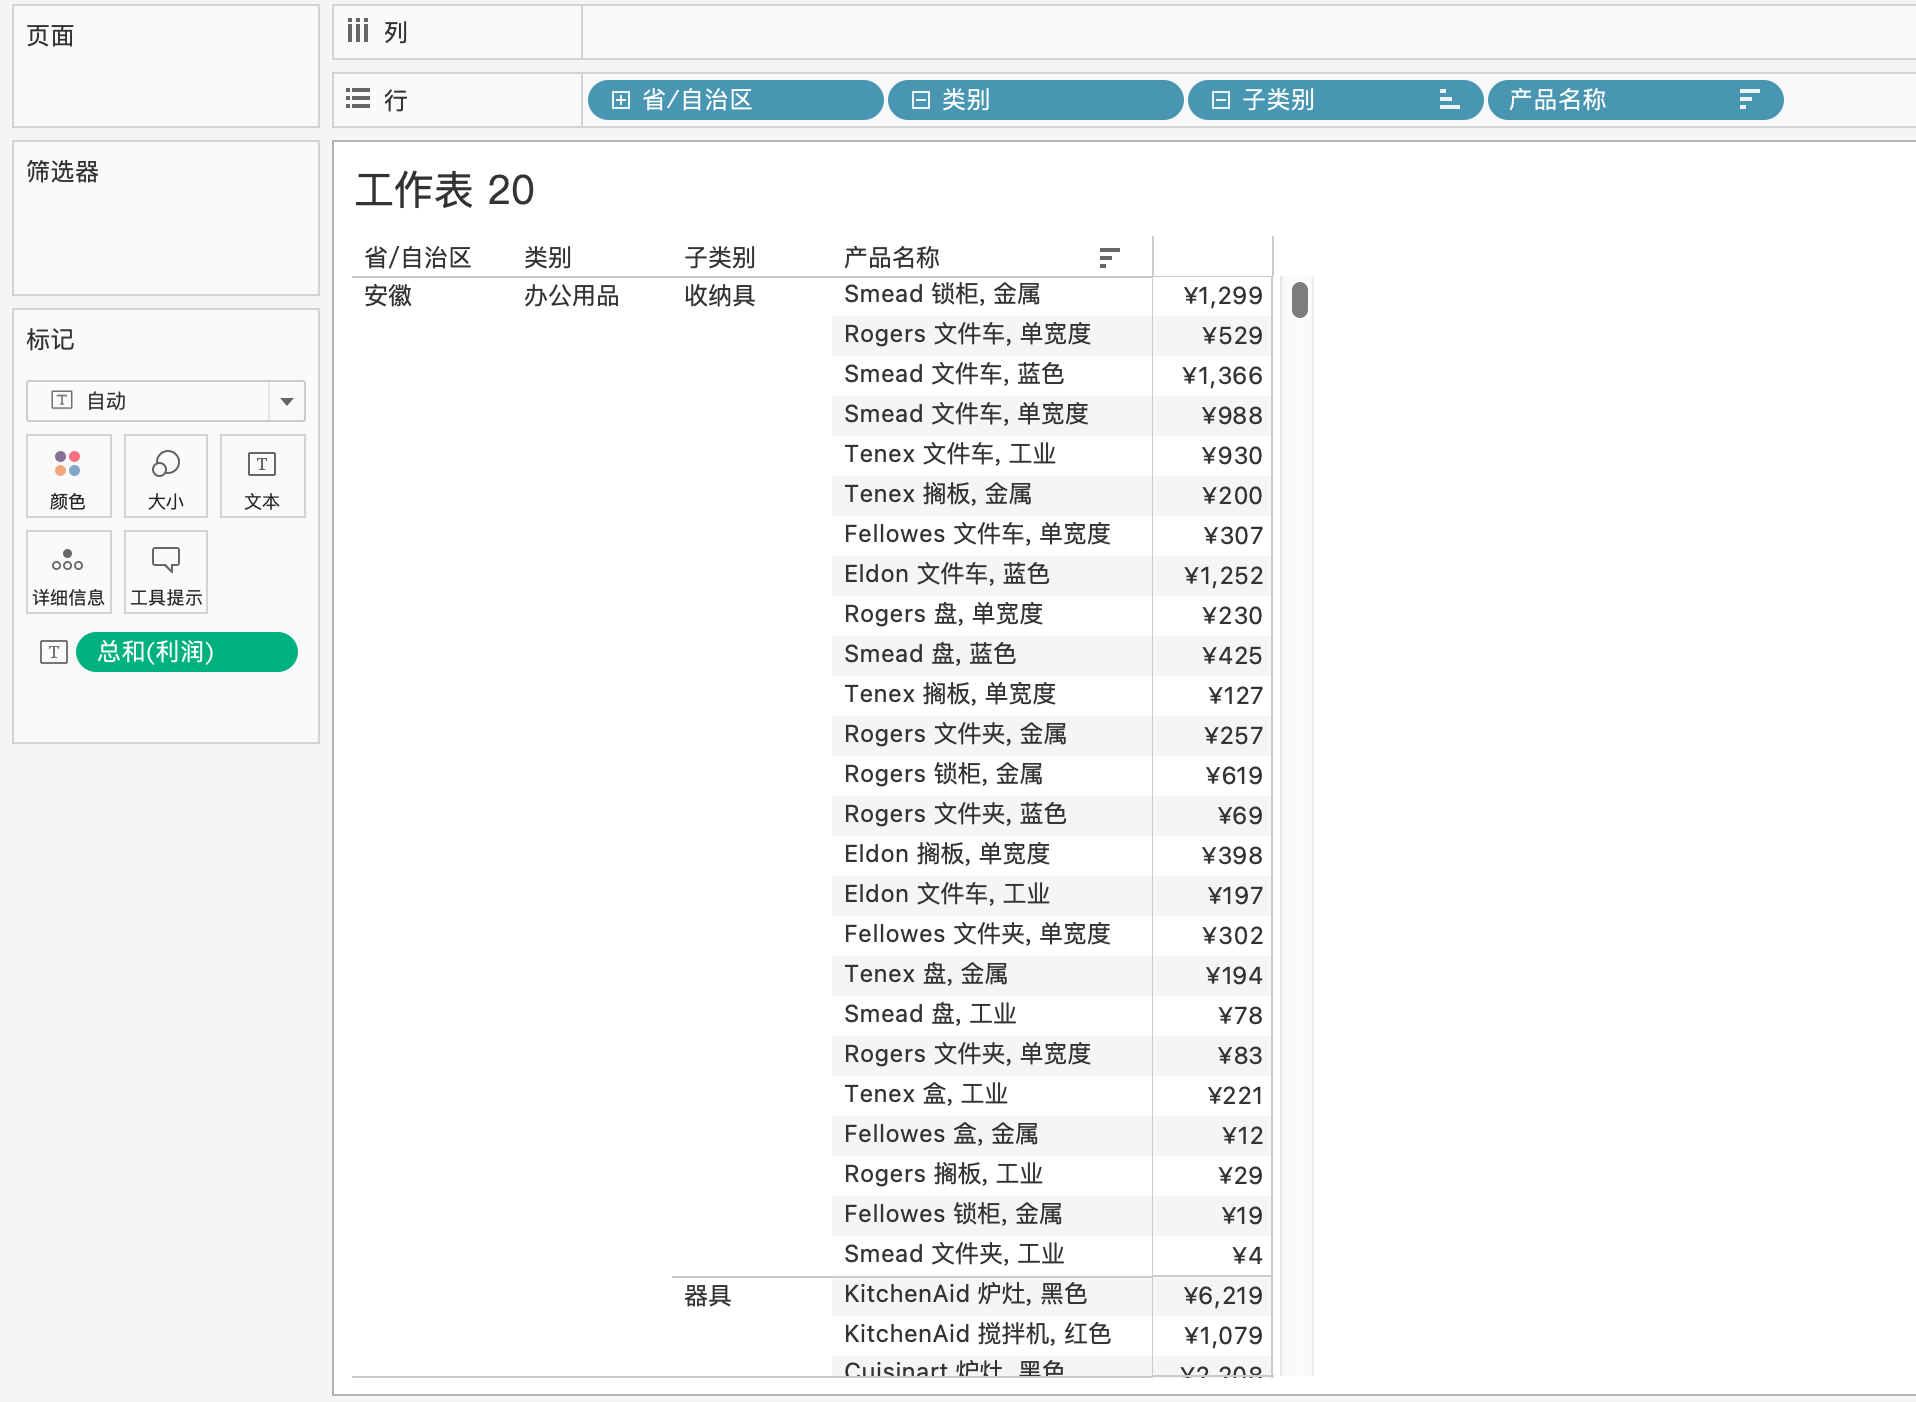 页面
列
行 省/自治区 类别 子类别 产品名称
筛选器
标记
自动
颜色 大小 文本
详细信息 工具提示
总和(利润)
工作表 20
省/自治区 类别 子类别 产品名称
安徽 办公用品 收纳具 Smead 锁柜, 金属 ¥1,299
Rogers 文件车, 单宽度 ¥529
Smead 文件车, 蓝色 ¥1,366
Smead 文件车, 单宽度 ¥988
Tenex 文件车, 工业 ¥930
Tenex 搁板, 金属 ¥200
Fellowes 文件车, 单宽度 ¥307
Eldon 文件车, 蓝色 ¥1,252
Rogers 盘, 单宽度 ¥230
Smead 盘, 蓝色 ¥425
Tenex 搁板, 单宽度 ¥127
Rogers 文件夹, 金属 ¥257
Rogers 锁柜, 金属 ¥619
Rogers 文件夹, 蓝色 ¥69
Eldon 搁板, 单宽度 ¥398
Eldon 文件车, 工业 ¥197
Fellowes 文件夹, 单宽度 ¥302
Tenex 盘, 金属 ¥194
Smead 盘, 工业 ¥78
Rogers 文件夹, 单宽度 ¥83
Tenex 盒, 工业 ¥221
Fellowes 盒, 金属 ¥12
Rogers 搁板, 工业 ¥29
Fellowes 锁柜, 金属 ¥19
Smead 文件夹, 工业 ¥4
器具 KitchenAid 炉灶, 黑色 ¥6,219
KitchenAid 搅拌机, 红色 ¥1,079
Cuisinart 炉灶, 黑色